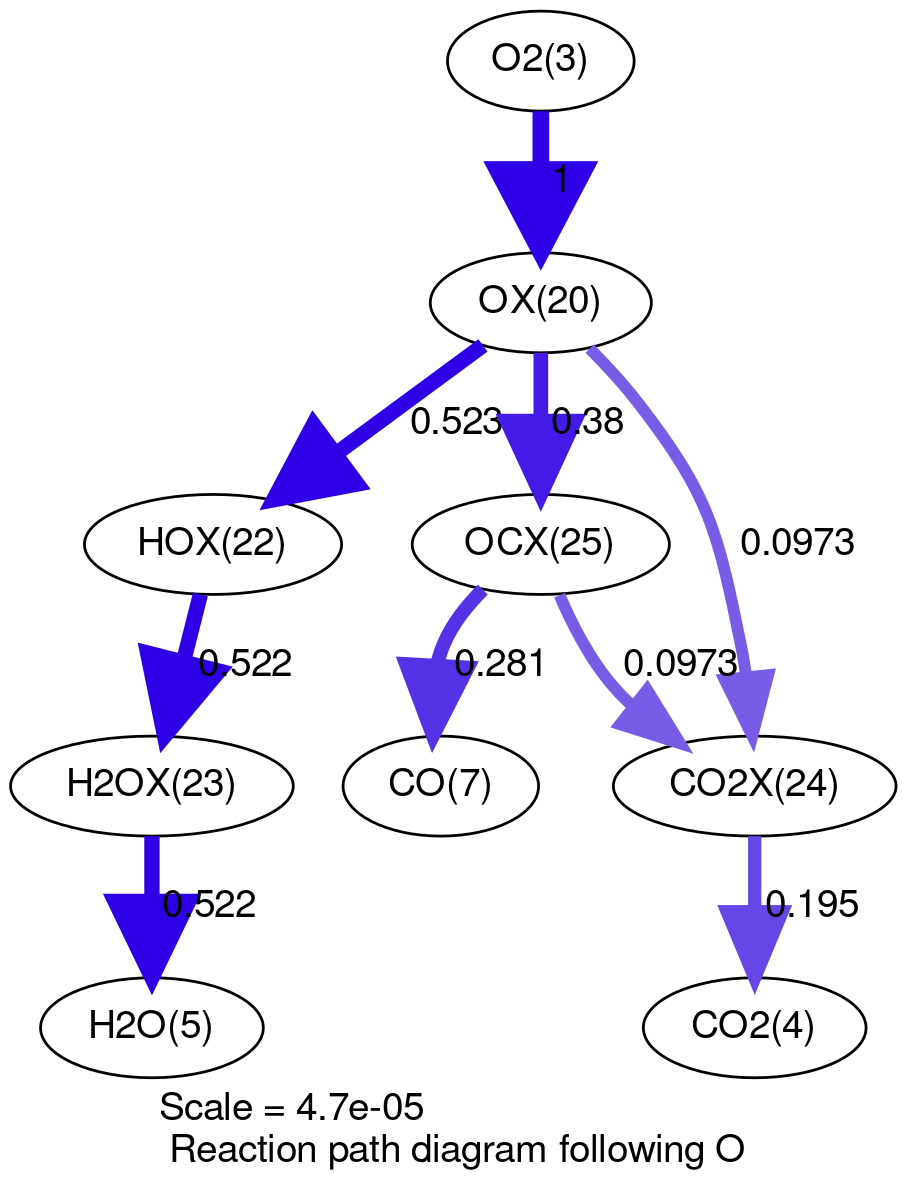 O2(3)
1
OX(20)
0.523
0.38
0.0973
HOX(22)
OCX(25)
0.522
0.281
0.0973
H2OX(23)
CO(7)
CO2X(24)
0.522
0.195
H2O(5)
CO2(4)
Scale = 4.7e-05
Reaction path diagram following O